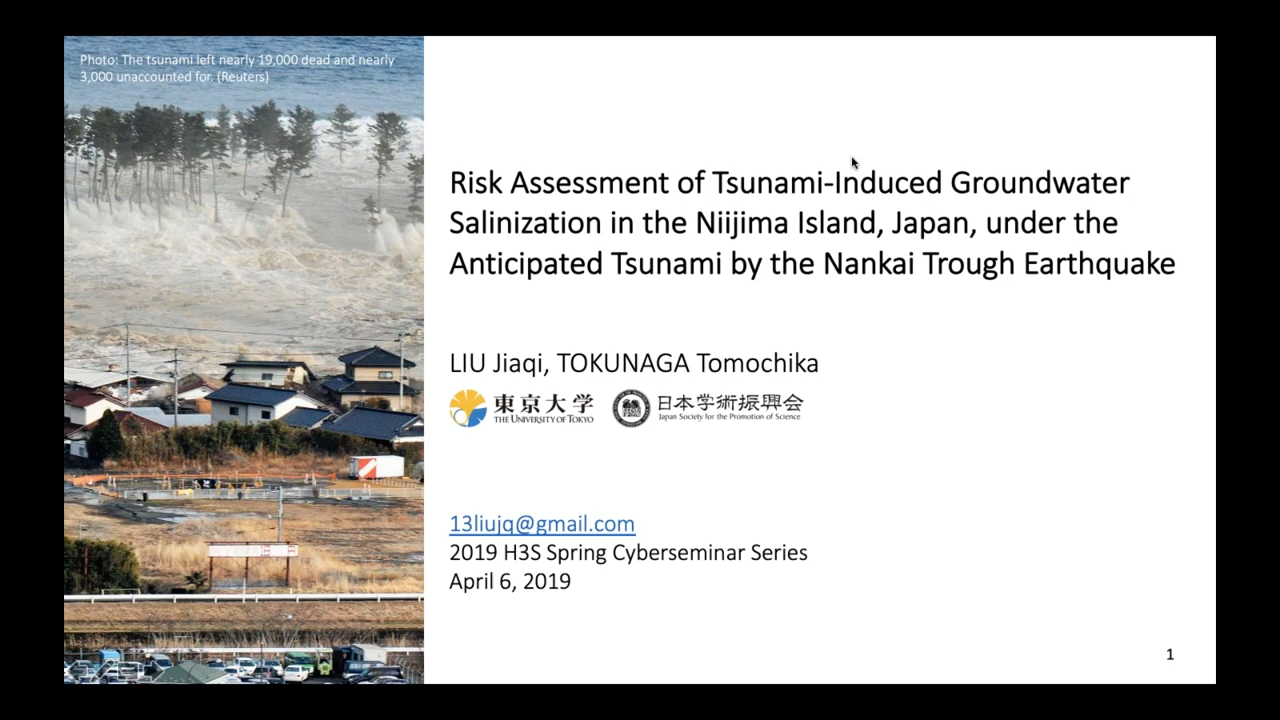 Photo: The tsunami left nearly 19,000 dead and nearly
3,000 unaccounted for. (Reuters)
Risk Assessment of Tsunami-Induced Groundwater
Salinization in the Niijima Island, Japan, under the
Anticipated Tsunami by the Nankai Trough Earthquake
LIU Jiaqi, TOKUNAGA Tomochika
東京大学
THE UNIVERSITY OF TOKYO
日本学術振興会
Japan Society for the Promotion of Science
13liujq@gmail.com
2019 H3S Spring Cyberseminar Series
April 6, 2019
1